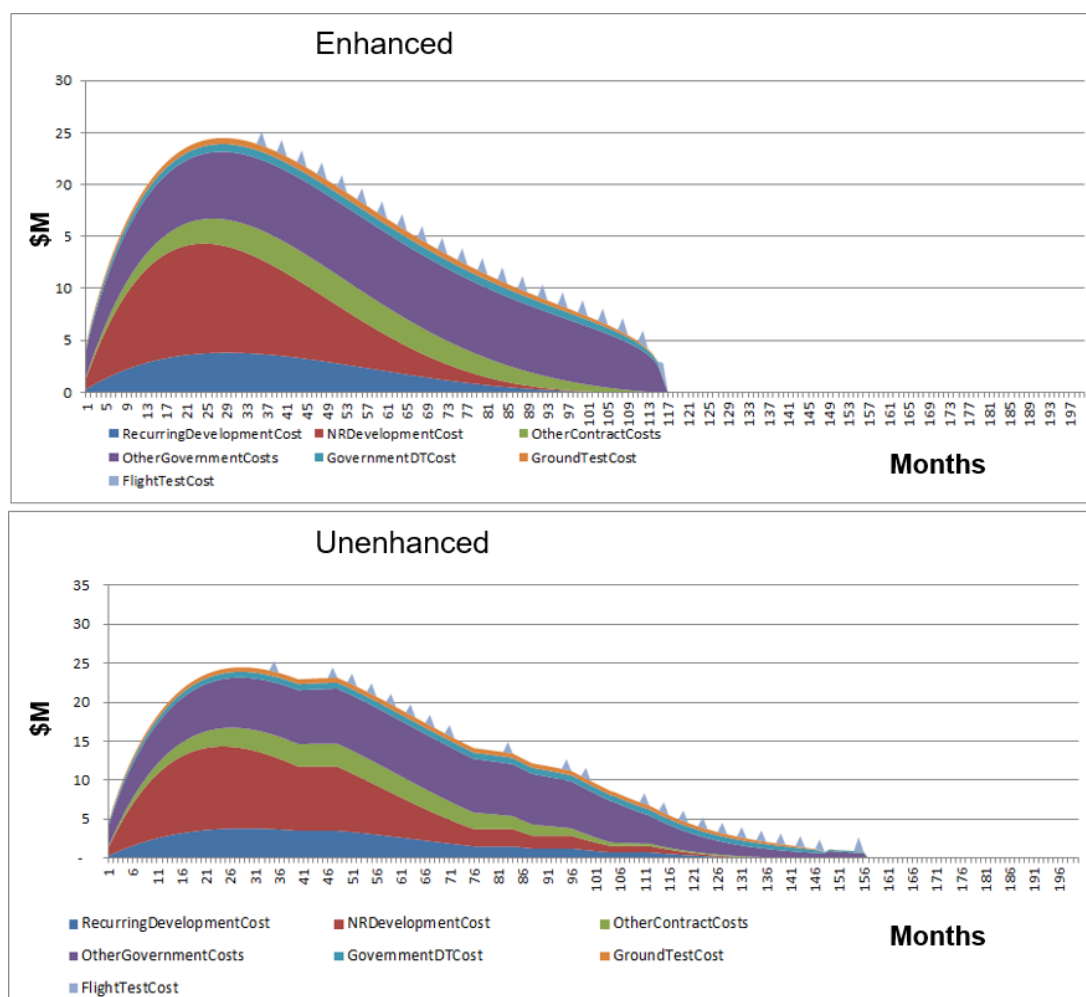 Enhanced
30
25
20
$M
5
10
5
0
1 5 9 13 17 21 25 29 33 37 41 45 49 53 57 61 65 69 73 77 81 85 89 93 97 101 105 109 113 117 121 125 129 133 137 141 145 149 153 157 161 165 169 173 177 181 185 189 193 197
RecurringDevelopmentCost NRDevelopmentCost OtherContractCosts
OtherGovernmentCosts GovernmentDTCost GroundTestCost
Months
FlightTestCost
Unenhanced
35
30
25
20
$M
15
10
5
-
1 6 11 16 21 26 31 36 41 46 51 56 61 66 71 76 81 86 91 96 101 106 111 116 121 126 131 136 141 146 151 156 161 166 171 176 181 186 191 196
RecurringDevelopmentCost NRDevelopmentCost OtherContractCosts
Months
OtherGovernmentCosts GovernmentDTCost GroundTestCost
FlightTestCost